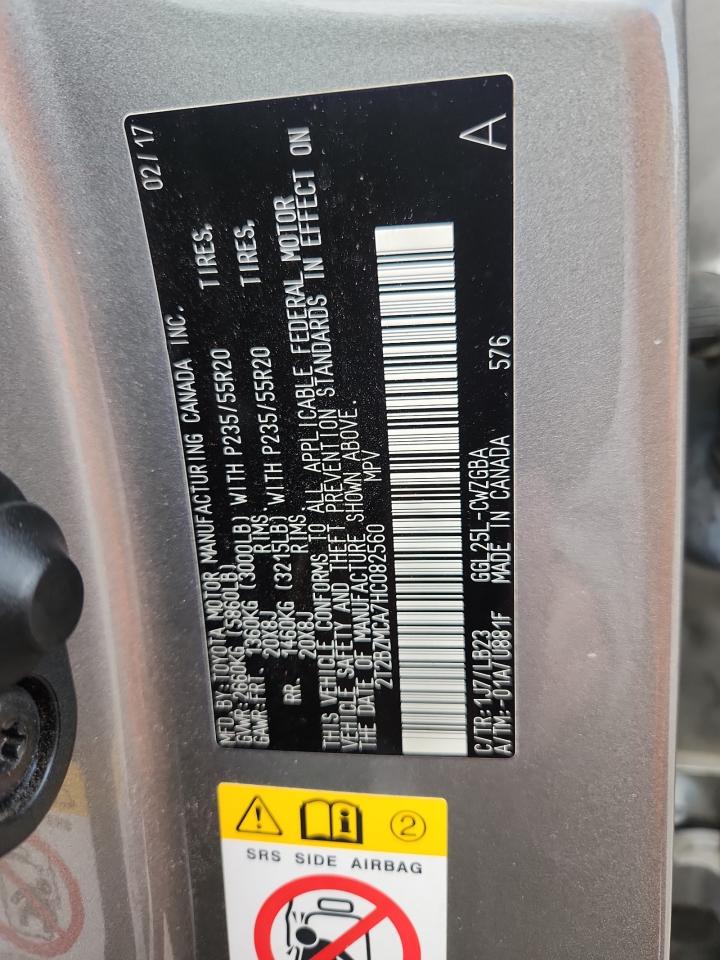 MFD. BY: TOYOTA MOTOR MANUFACTURING CANADA INC. 02/17
GVWR: 2660KG (5860LB)
GAWR: FRT 1360KG (3000LB) WITH P235/55R20 TIRES,
20X8J RIMS.
RR 1460KG (3215LB) WITH P235/55R20 TIRES,
20X8J RIMS.
THIS VEHICLE CONFORMS TO ALL APPLICABLE FEDERAL MOTOR
VEHICLE SAFETY AND THEFT PREVENTION STANDARDS IN EFFECT ON
THE DATE OF MANUFACTURE SHOWN ABOVE.
2T2BZMCA7HC082560 MPV
C/TR: 1J7/LB23 GGL25L-CWZGBA 576 A
A/TM: -01A/U881F MADE IN CANADA
2
SRS SIDE AIRBAG